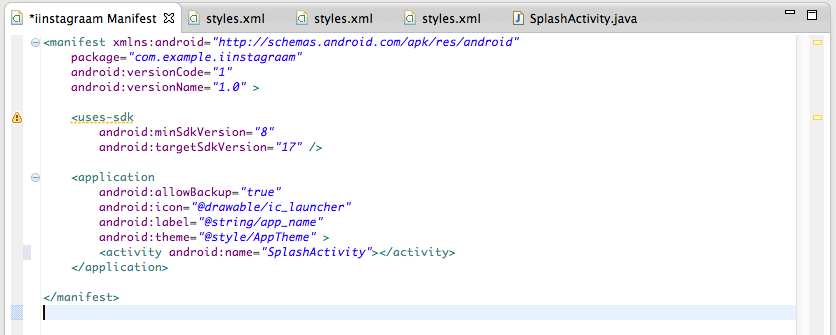 *iinstagraam Manifest styles.xml styles.xml styles.xml SplashActivity.java
<manifest xmlns:android="http://schemas.android.com/apk/res/android"
    package="com.example.iinstagraam"
    android:versionCode="1"
    android:versionName="1.0" >
    <uses-sdk
        android:minSdkVersion="8"
        android:targetSdkVersion="17" />
    <application
        android:allowBackup="true"
        android:icon="@drawable/ic_launcher"
        android:label="@string/app_name"
        android:theme="@style/AppTheme" >
        <activity android:name="SplashActivity"></activity>
    </application>
</manifest>